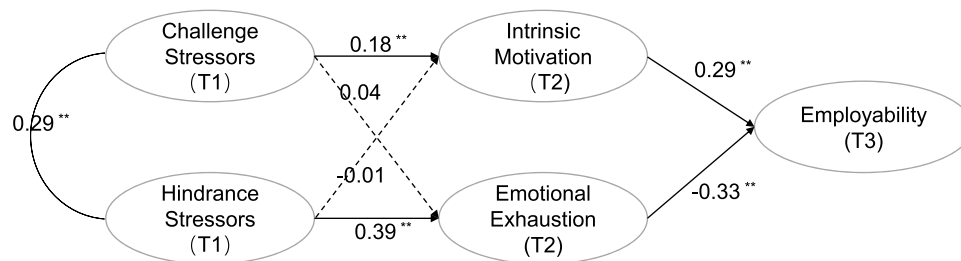 Challenge
Stressors
(T1)
0.18 **
Intrinsic
Motivation
(T2)
0.04
0.29 **
0.29 **
Employability
(T3)
-0.01
-0.33 **
Hindrance
Stressors
(T1)
0.39 **
Emotional
Exhaustion
(T2)